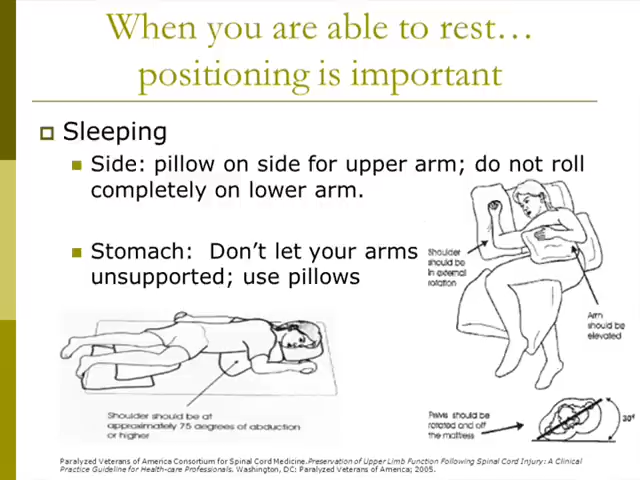 When you are able to rest…
positioning is important
Sleeping
Side: pillow on side for upper arm; do not roll
completely on lower arm.
Stomach: Don't let your arms
unsupported; use pillows
Shoulder
should be
in external
rotation
Arm
should be
elevated
Shoulder should be at
approximately 75 degrees of abduction
or higher
Pelvis should be
rotated and off
the mattress
30°
Paralyzed Veterans of America Consortium for Spinal Cord Medicine.Preservation of Upper Limb Function Following Spinal Cord Injury: A Clinical
Practice Guideline for Health-care Professionals. Washington, DC: Paralyzed Veterans of America; 2005.